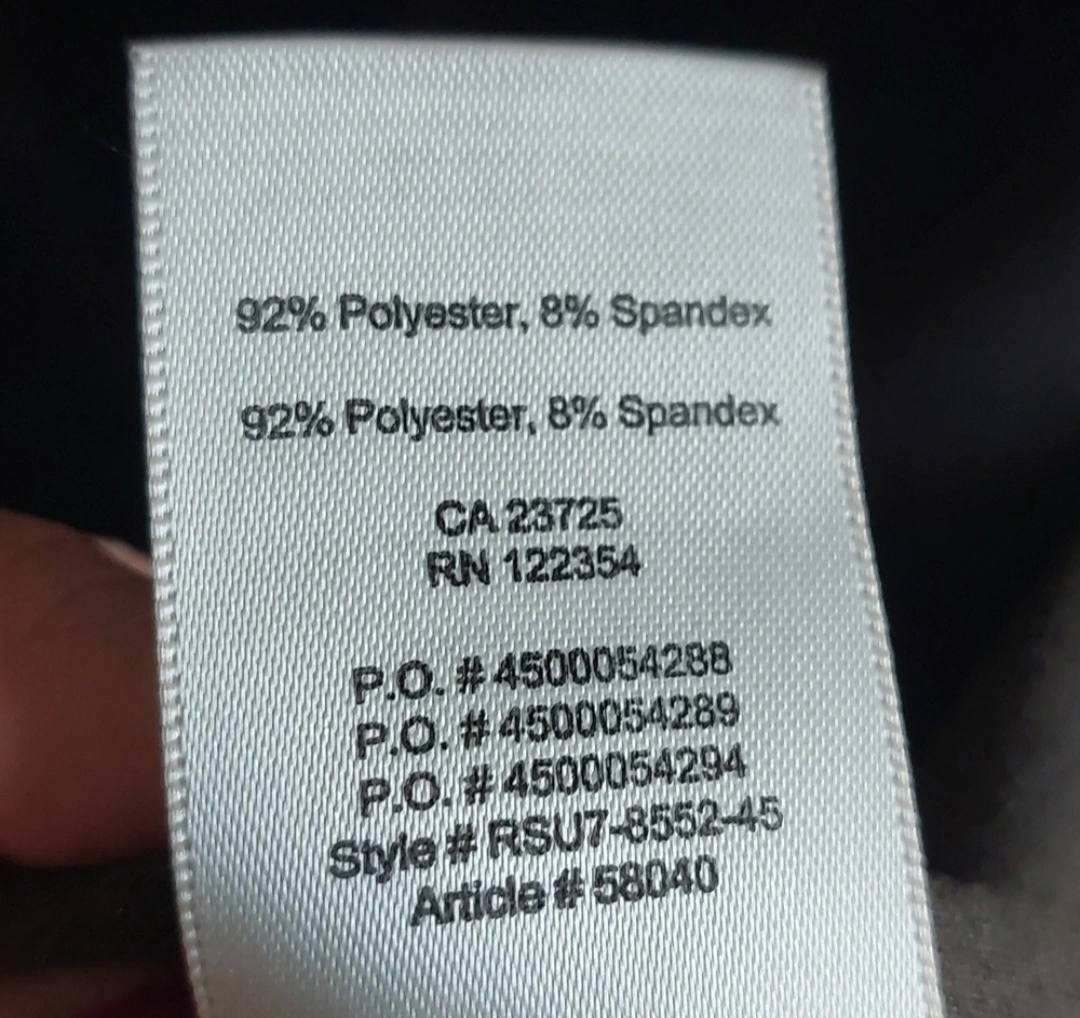 92% Polyester, 8% Spandex
92% Polyester, 8% Spandex
CA 23725
RN 122354
P.O. # 4500054288
P.O. # 4500054289
P.O. # 4500054294
Style # RSU7-8552-45
Article # 58040